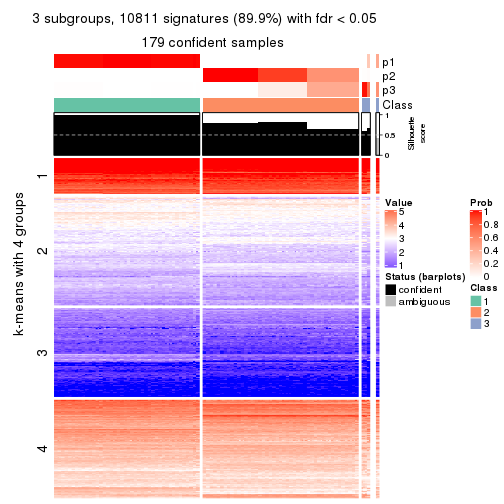 3 subgroups, 10811 signatures (89.9%) with fdr < 0.05
179 confident samples
p1
p2
p3
Class
1
0.5
0
Silhouette
score
k-means with 4 groups
1
2
3
4
Value
5
4
3
2
1
Prob
1
0.8
0.6
0.4
0.2
0
Status (barplots)
confident
ambiguous
Class
1
2
3